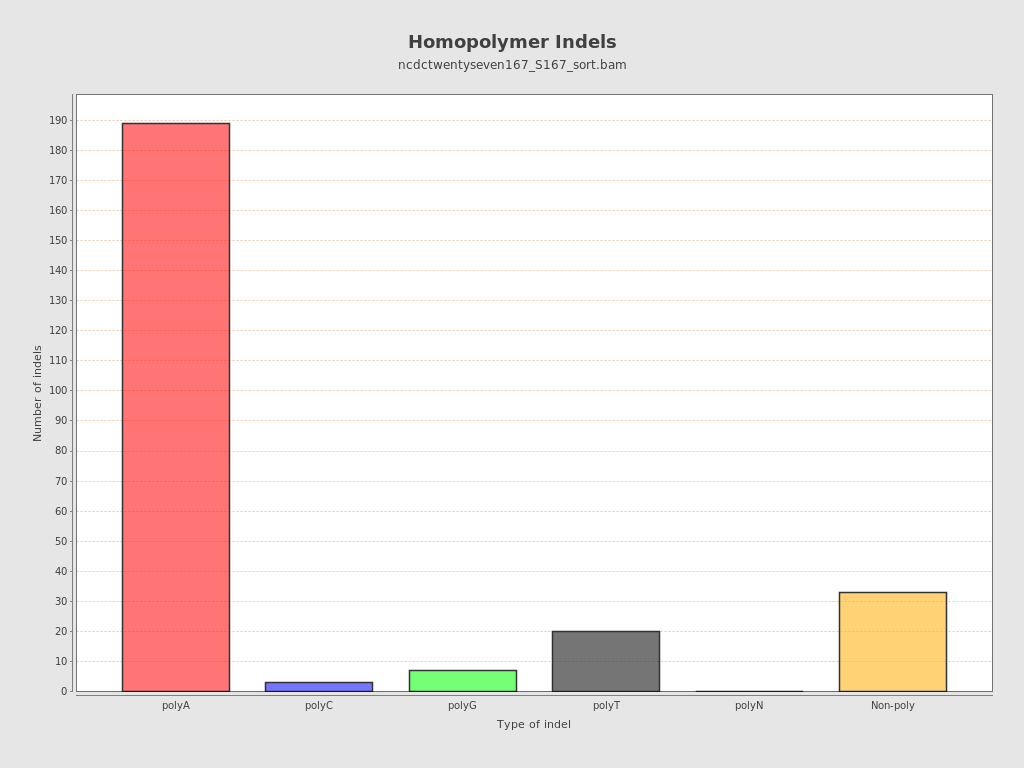 Homopolymer Indels
ncdctwentyseven167_S167_sort.bam
190
180
170
160
150
140
130
120
110
100
90
80
70
60
50
40
30
20
10
0
Number of indels
polyA
polyC
polyG
polyT
polyN
Non-poly
Type of indel